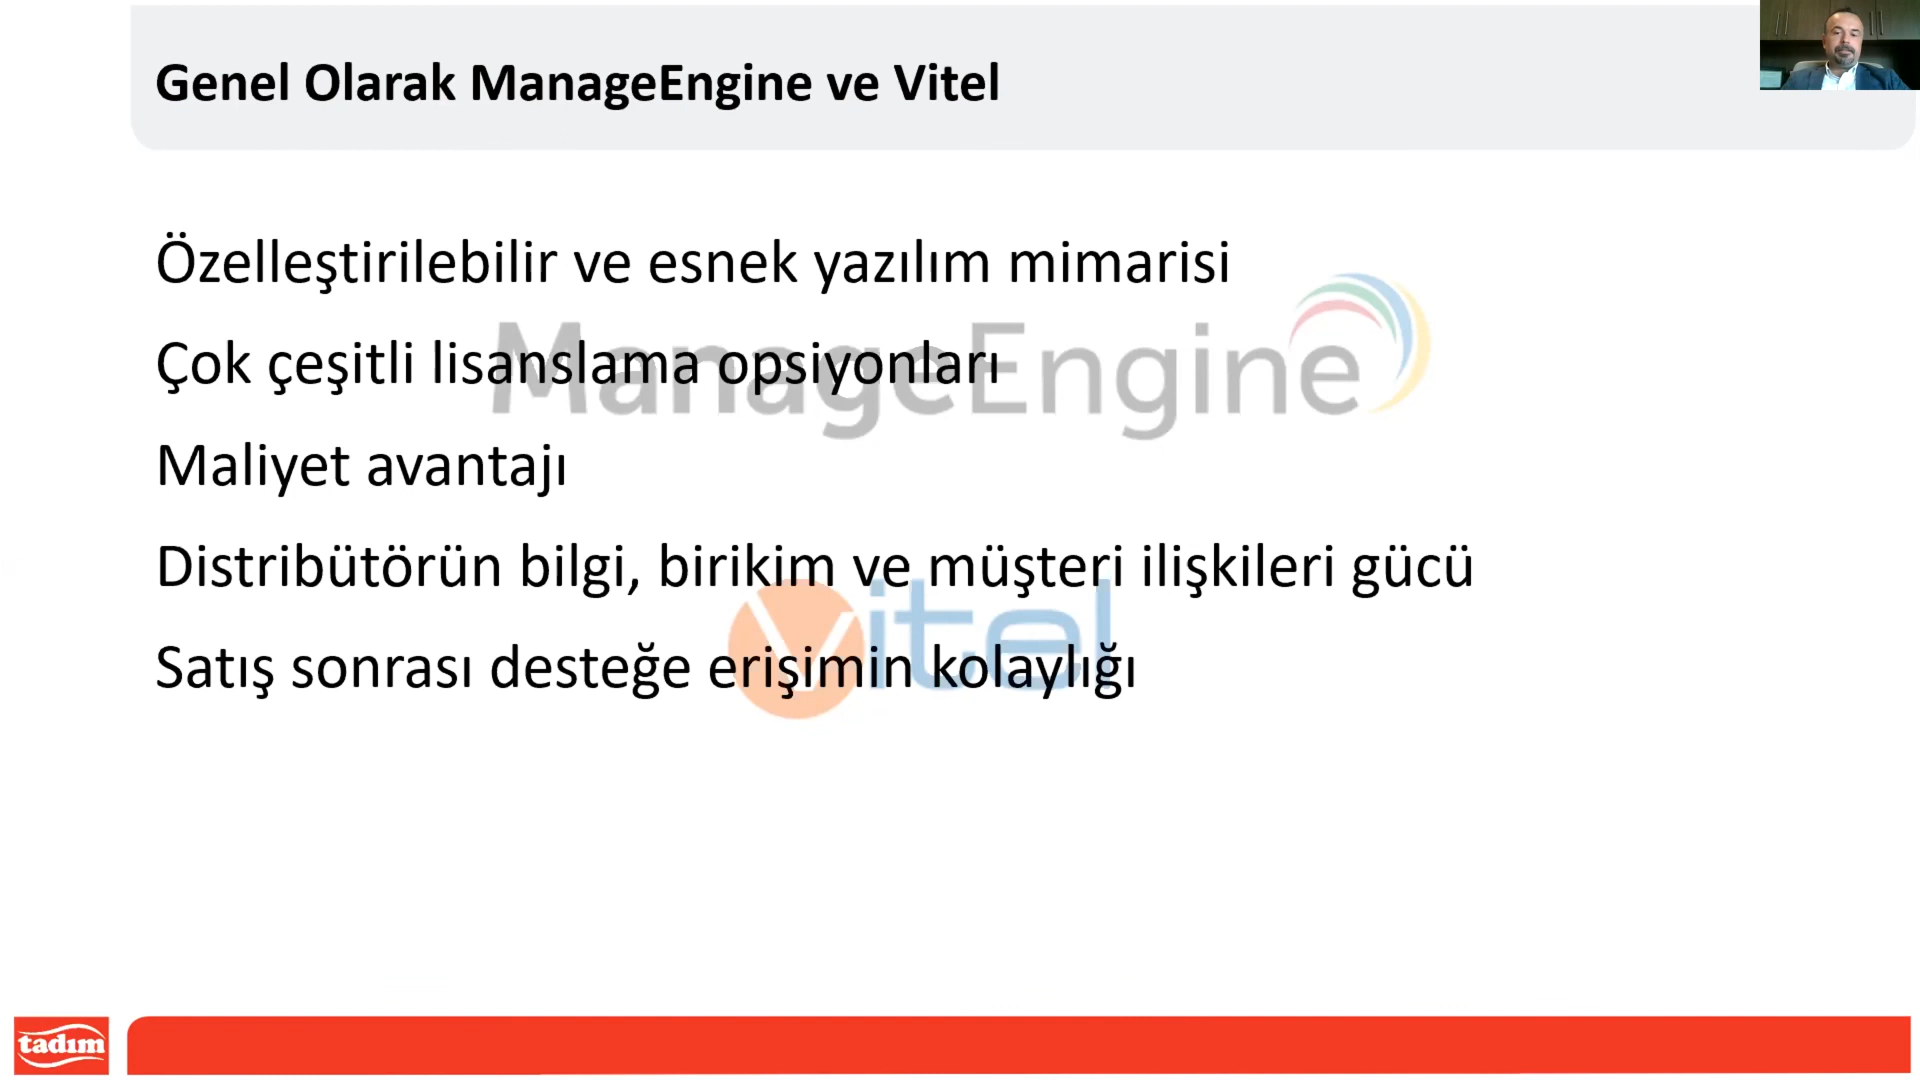 Genel Olarak ManageEngine ve Vitel
Özelleştirilebilir ve esnek yazılım mimarisi
Çok çeşitli lisanslama opsiyonları
ManageEngine
Maliyet avantajı
Distribütörün bilgi, birikim ve müşteri ilişkileri gücü
vitel
Satış sonrası desteğe erişimin kolaylığı
tadım